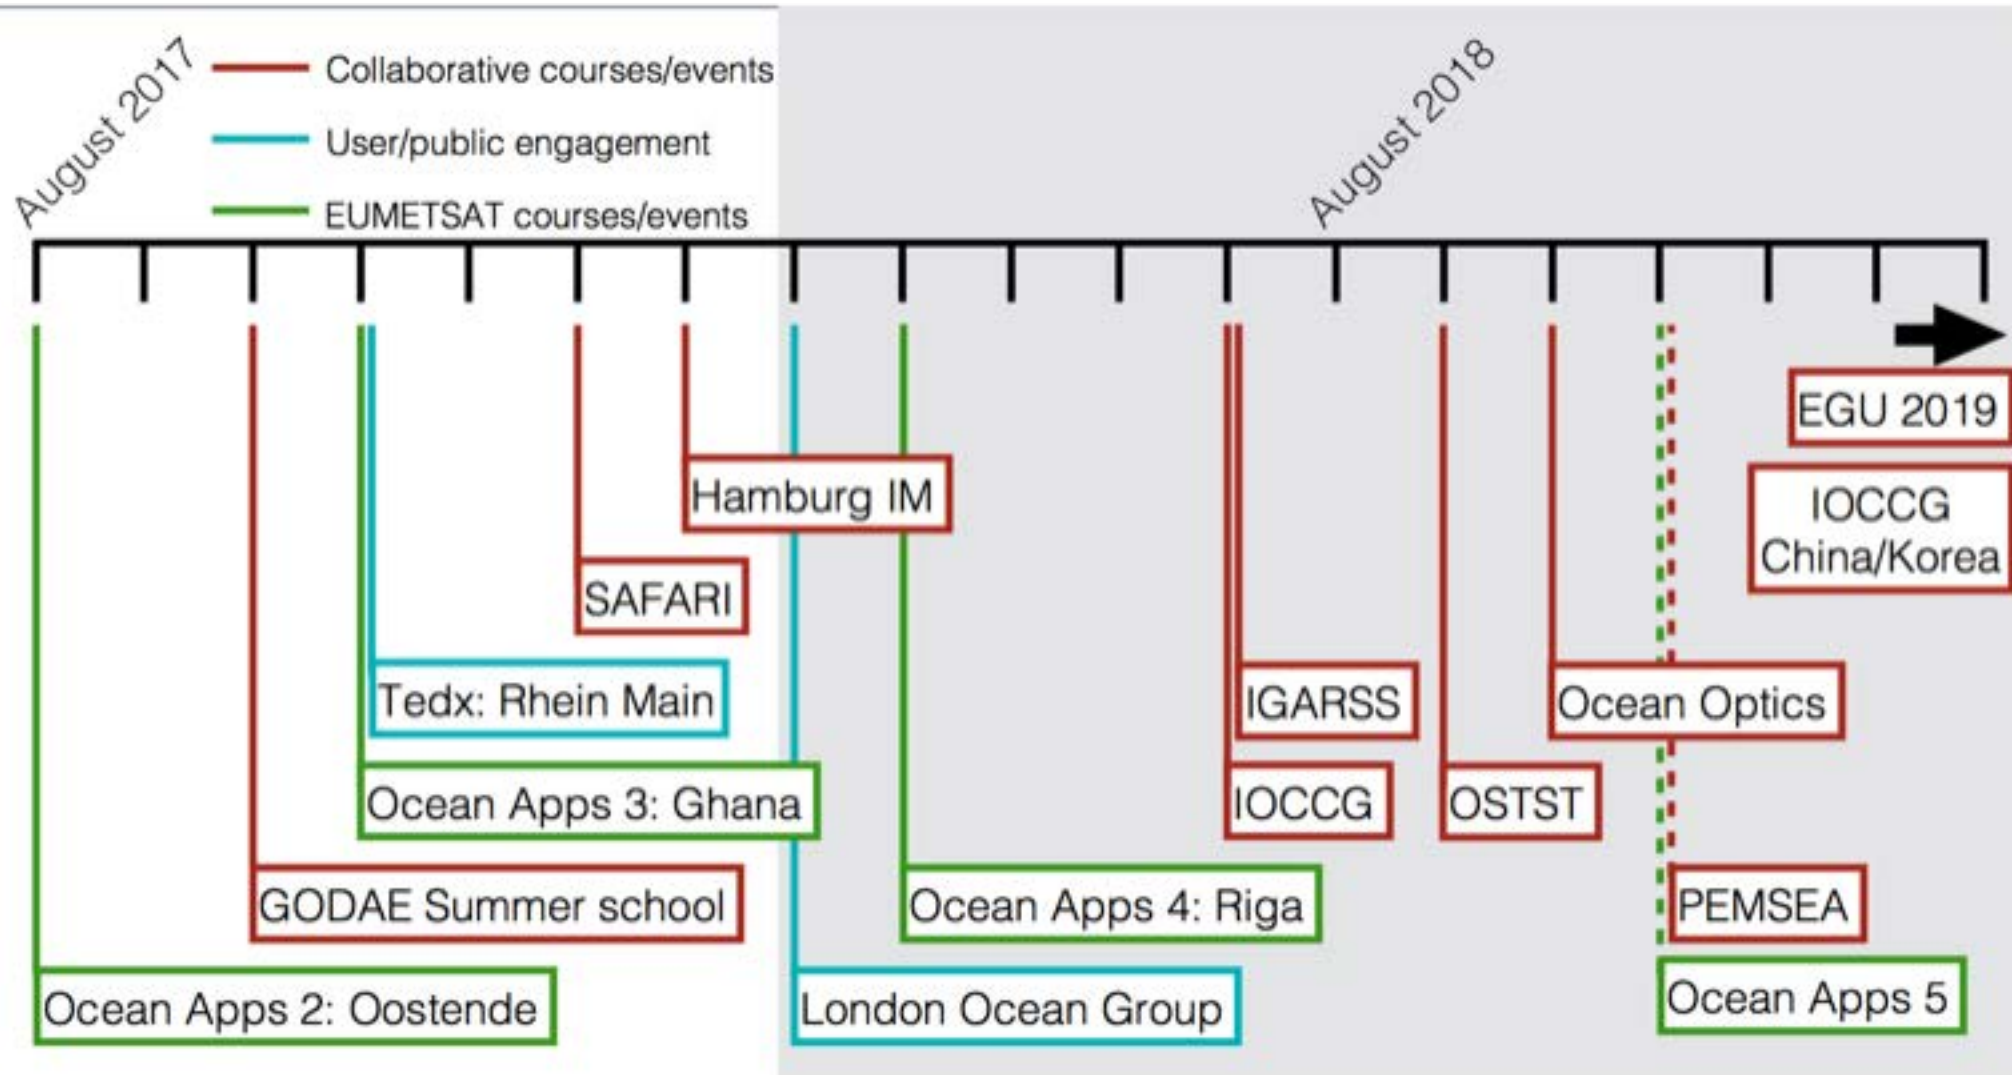 August 2017
Collaborative courses/events
User/public engagement
EUMETSAT courses/events
August 2018
EGU 2019
IOCCG
China/Korea
Hamburg IM
SAFARI
Tedx: Rhein Main
IGARSS
Ocean Optics
Ocean Apps 3: Ghana
IOCCG
OSTST
GODAE Summer school
Ocean Apps 4: Riga
PEMSEA
Ocean Apps 2: Oostende
London Ocean Group
Ocean Apps 5